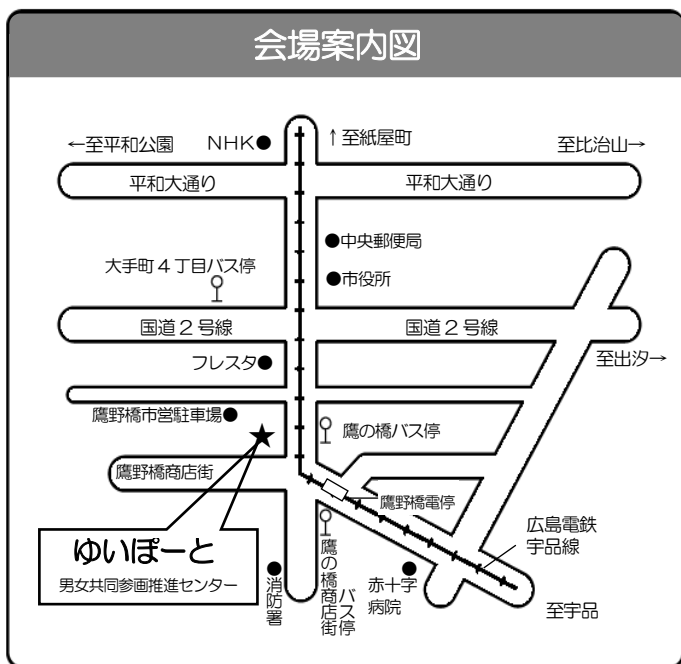 会場案内図
←至平和公園
NHK●
↑至紙屋町
至比治山→
平和大通り
平和大通り
●中央郵便局
大手町4丁目バス停
●市役所
国道2号線
国道2号線
フレスタ●
至出汐→
鷹野橋市営駐車場●
★
鷹の橋バス停
鷹野橋商店街
鷹野橋電停
ゆいぽーと
男女共同参画推進センター
広島電鉄
宇品線
●消防署
鷹の橋商店街
バス停
●
赤十字
病院
至宇品